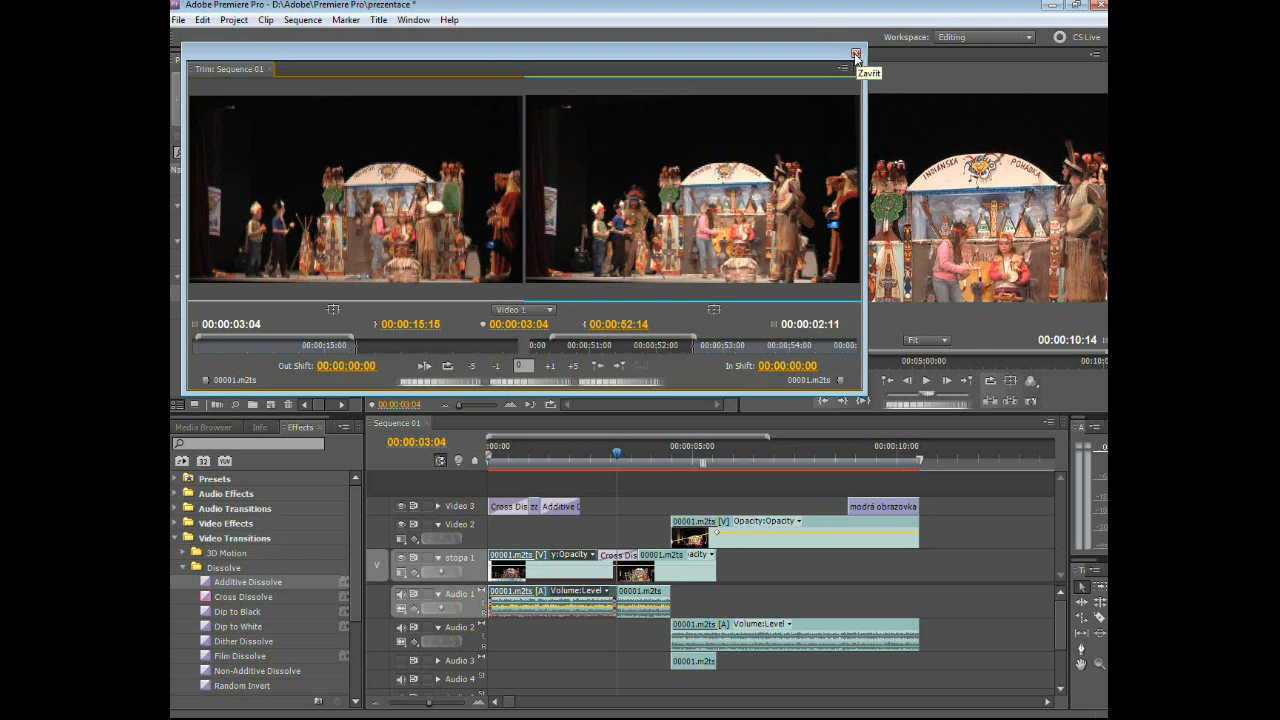 Adobe Premiere Pro - D:\Adobe\Premiere Pro\prezentace *
File Edit Project Clip Sequence Marker Title Window Help
Workspace: Editing CS Live
Trim: Sequence 01
Zavřít
INDIÁNSKA POHÁDKA
Video 1
00:00:03:04 00:00:15:15 00:00:03:04 00:00:52:14 00:00:02:11
00:00:15:00 0:00 00:00:51:00 00:00:52:00 00:00:53:00 00:00:54:00 00:00:
Out Shift: 00:00:00:00 -5 -1 0 +1 +5 In Shift: 00:00:00:00
00001.m2ts 00001.m2ts
Fit 00:00:10:14
00:05:00:00 00:10:
00:00:03:04
Media Browser Info Effects
Sequence 01
00:00:03:04
:00:00 00:00:05:00 00:00:10:00
Presets
Audio Effects
Audio Transitions
Video Effects
Video Transitions
3D Motion
Dissolve
Additive Dissolve
Cross Dissolve
Dip to Black
Dip to White
Dither Dissolve
Film Dissolve
Non-Additive Dissolve
Random Invert
Video 3 Cross Dis zz Additive D modrá obrazovka
Video 2 00001.m2ts [V] Opacity:Opacity
V stopa 1 00001.m2ts [V] y:Opacity Cross Dis 00001.m2ts acity
Audio 1 00001.m2ts [A] Volume:Level 00001.m2ts
Audio 2 00001.m2ts [A] Volume:Level
Audio 3 00001.m2ts
Audio 4